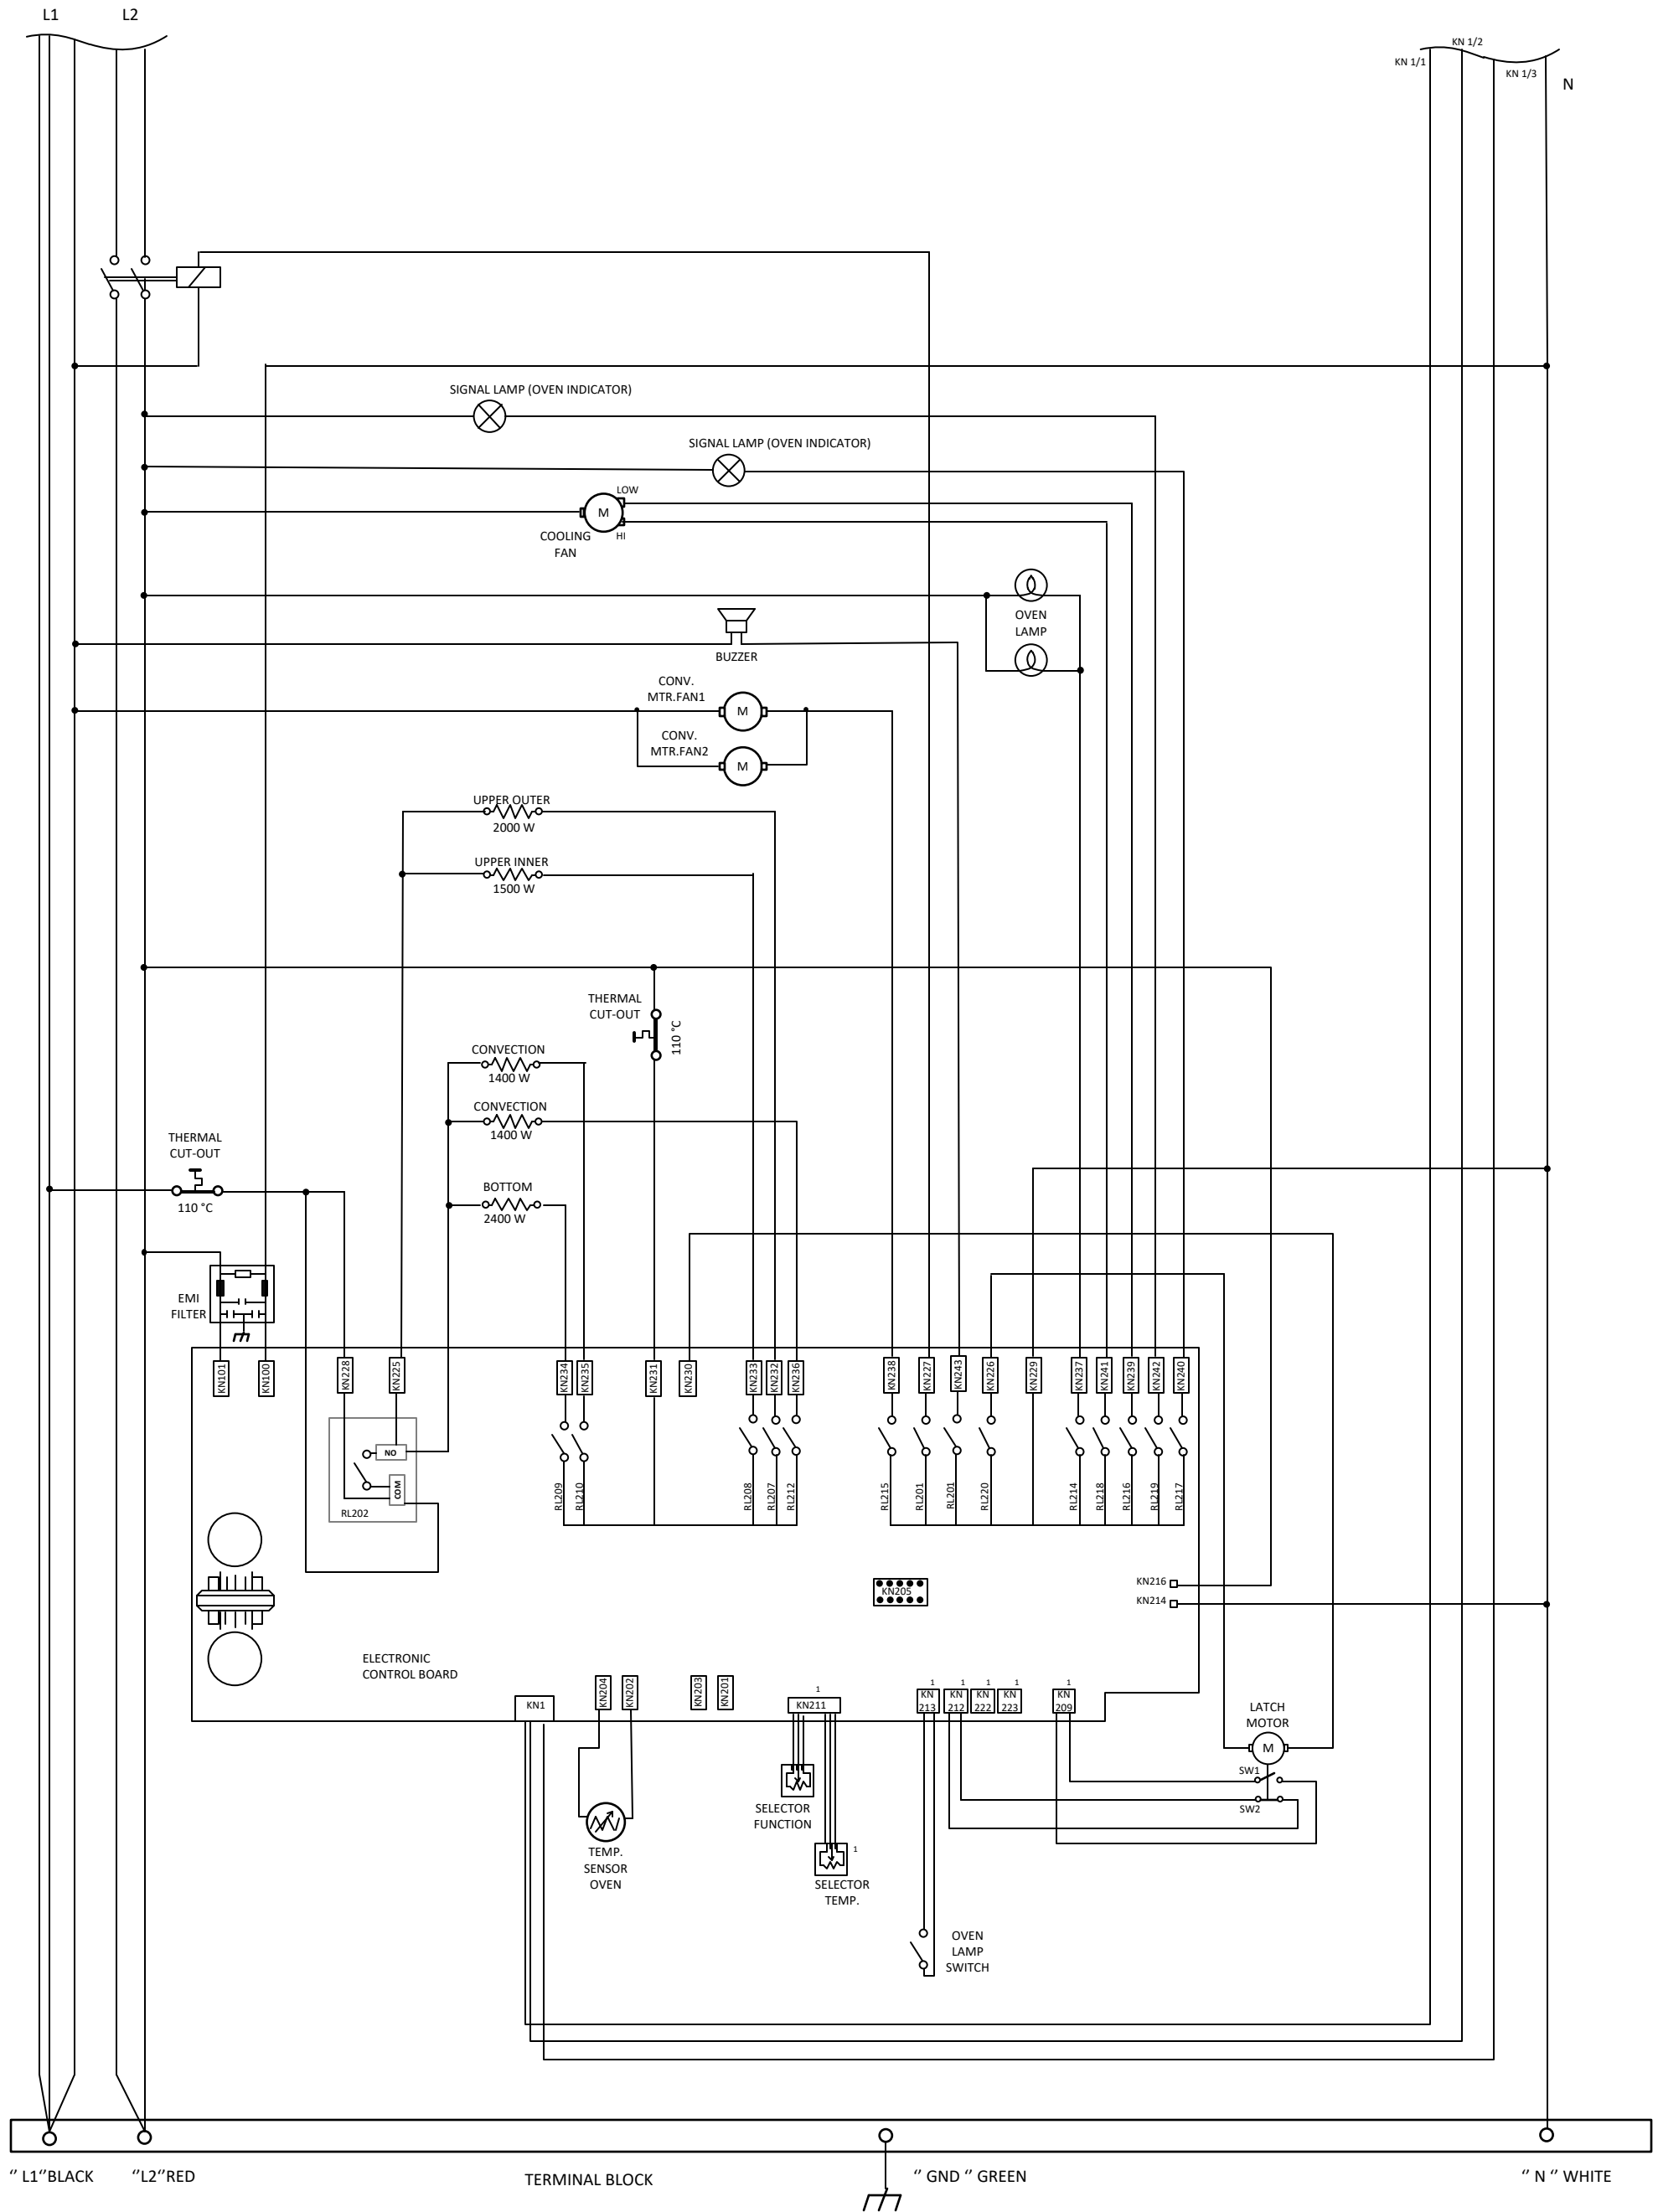 L1
L2
KN 1/2
KN 1/1
KN 1/3
N
SIGNAL LAMP (OVEN INDICATOR)
SIGNAL LAMP (OVEN INDICATOR)
LOW
M
COOLING
FAN
HI
OVEN
LAMP
BUZZER
CONV.
MTR.FAN1
M
CONV.
MTR.FAN2
M
UPPER OUTER
2000 W
UPPER INNER
1500 W
THERMAL
CUT-OUT
110 °C
CONVECTION
1400 W
CONVECTION
1400 W
THERMAL
CUT-OUT
110 °C
BOTTOM
2400 W
EMI
FILTER
KN101
KN100
KN228
KN225
KN234
KN235
KN231
KN230
KN233
KN232
KN236
KN238
KN227
KN243
KN226
KN229
KN237
KN241
KN239
KN242
KN240
NO
COM
RL202
RL209
RL210
RL208
RL207
RL212
RL215
RL201
RL201
RL220
RL214
RL218
RL216
RL219
RL217
KN205
KN216
KN214
ELECTRONIC
CONTROL BOARD
KN1
KN204
KN202
KN203
KN201
1
KN211
1
KN
213
1
KN
212
1
KN
222
1
KN
223
1
KN
209
LATCH
MOTOR
M
SW1
SW2
SELECTOR
FUNCTION
TEMP.
SENSOR
OVEN
1
SELECTOR
TEMP.
OVEN
LAMP
SWITCH
‘’ L1‘’BLACK
‘’L2‘’RED
TERMINAL BLOCK
‘’ GND ‘’ GREEN
‘’ N ‘’ WHITE